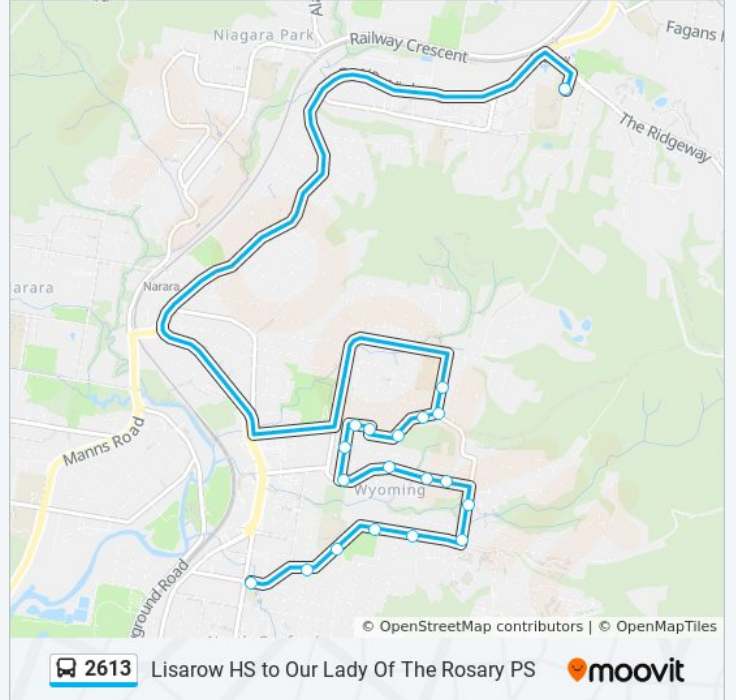 Niagara Park
Railway Crescent
Fagans
The Ridgeway
arara
Narara
Manns Road
Wyoming
ground Road
© OpenStreetMap contributors | © OpenMapTiles
2613 Lisarow HS to Our Lady Of The Rosary PS moovit